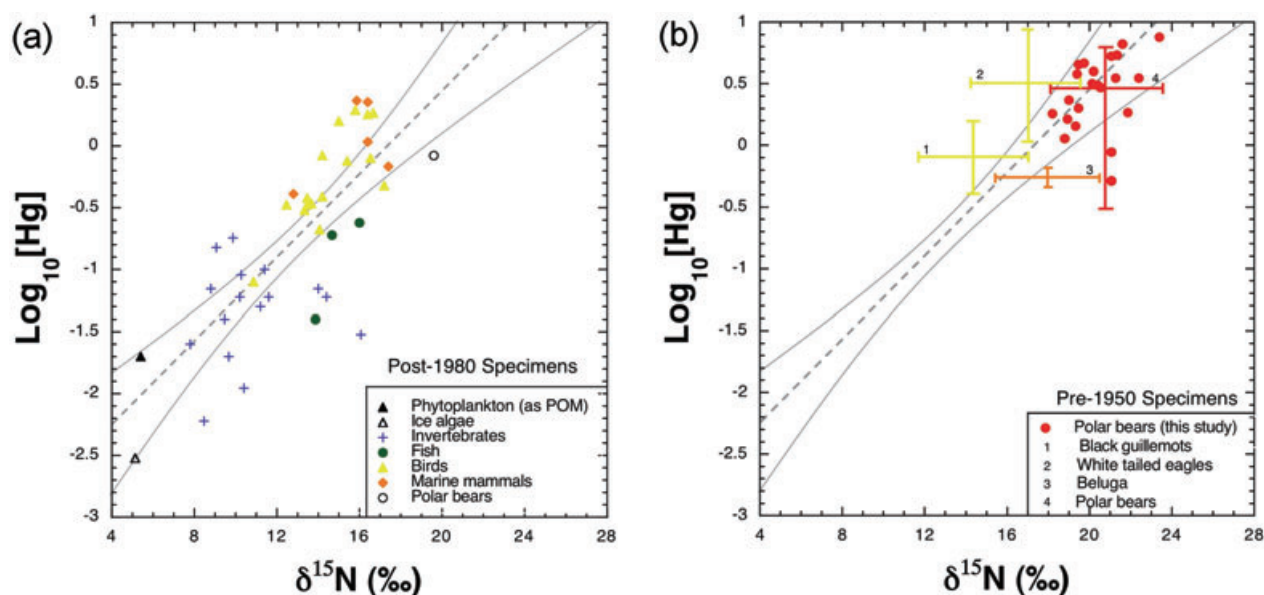 (a)
Log10[Hg]
1
0.5
0
-0.5
-1
-1.5
-2
-2.5
-3
4 8 12 16 20 24 28
δ15N (‰)
Post-1980 Specimens
Phytoplankton (as POM)
Ice algae
Invertebrates
Fish
Birds
Marine mammals
Polar bears
(b)
Log10[Hg]
1
0.5
0
-0.5
-1
-1.5
-2
-2.5
-3
4 8 12 16 20 24 28
δ15N (‰)
2
4
1
3
Pre-1950 Specimens
Polar bears (this study)
1 Black guillemots
2 White tailed eagles
3 Beluga
4 Polar bears